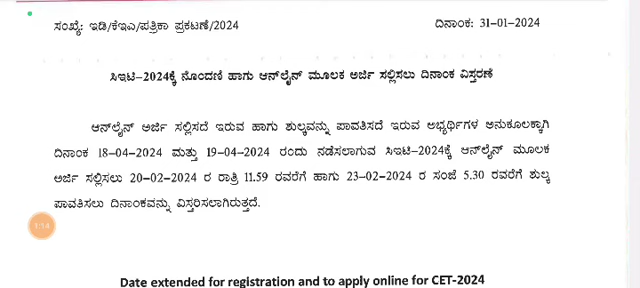 ಸಂಖ್ಯೆ: ಇಡಿ/ಕೆಇಎ/ಪತ್ರಿಕಾ ಪ್ರಕಟಣೆ/2024 ದಿನಾಂಕ: 31-01-2024
ಸಿಇಟಿ-2024ಕ್ಕೆ ನೊಂದಣಿ ಹಾಗು ಆನ್‌ಲೈನ್ ಮೂಲಕ ಅರ್ಜಿ ಸಲ್ಲಿಸಲು ದಿನಾಂಕ ವಿಸ್ತರಣೆ
ಆನ್‌ಲೈನ್ ಅರ್ಜಿ ಸಲ್ಲಿಸದೆ ಇರುವ ಹಾಗು ಶುಲ್ಕವನ್ನು ಪಾವತಿಸದೆ ಇರುವ ಅಭ್ಯರ್ಥಿಗಳ ಅನುಕೂಲಕ್ಕಾಗಿ
ದಿನಾಂಕ 18-04-2024 ಮತ್ತು 19-04-2024 ರಂದು ನಡೆಸಲಾಗುವ ಸಿಇಟಿ-2024ಕ್ಕೆ ಆನ್‌ಲೈನ್ ಮೂಲಕ
ಅರ್ಜಿ ಸಲ್ಲಿಸಲು 20-02-2024 ರ ರಾತ್ರಿ 11.59 ರವರೆಗೆ ಹಾಗು 23-02-2024 ರ ಸಂಜೆ 5.30 ರವರೆಗೆ ಶುಲ್ಕ
ಪಾವತಿಸಲು ದಿನಾಂಕವನ್ನು ವಿಸ್ತರಿಸಲಾಗಿರುತ್ತದೆ.
Date extended for registration and to apply online for CET-2024